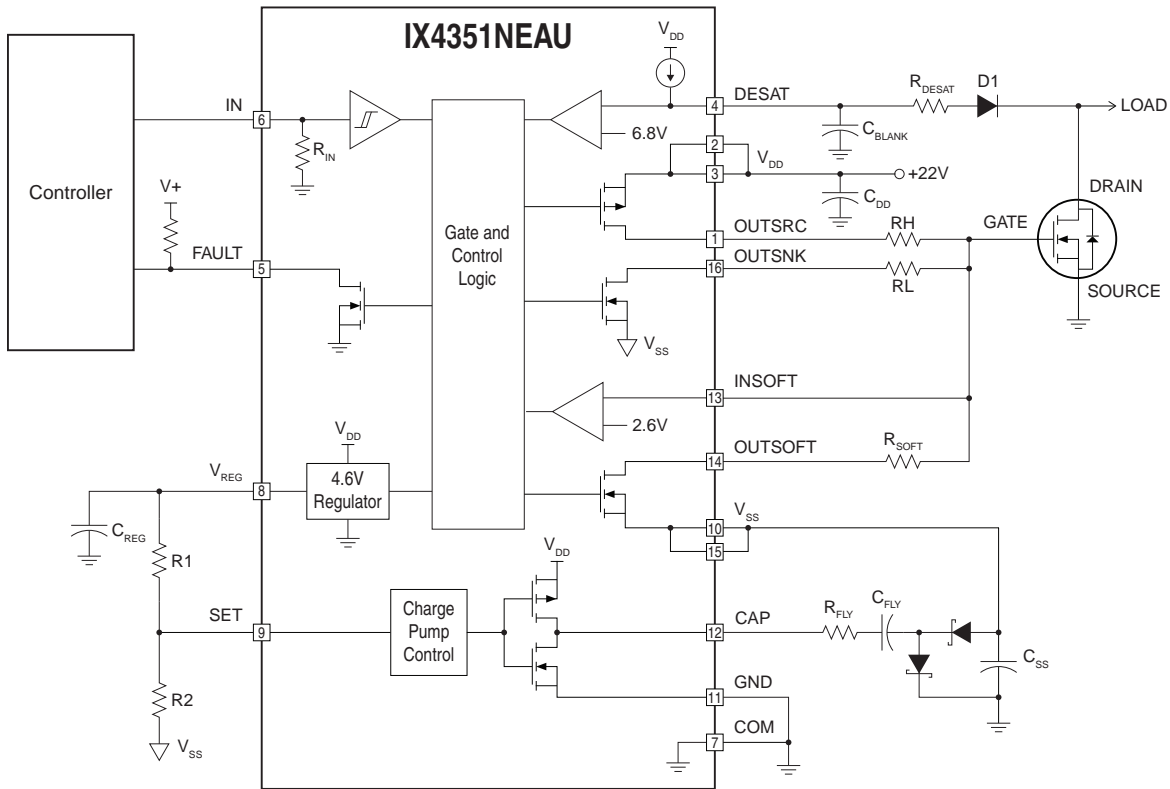 IX4351NEAU
Controller
V+
FAULT
5
IN
6
R_IN
V_DD
DESAT
4
6.8V
R_DESAT
D1
LOAD
C_BLANK
2
3
V_DD
+22V
C_DD
DRAIN
GATE
SOURCE
Gate and
Control
Logic
OUTSRC
1
RH
OUTSNK
16
RL
V_SS
INSOFT
13
2.6V
OUTSOFT
14
R_SOFT
V_SS
10
15
V_REG
8
V_DD
4.6V
Regulator
C_REG
R1
SET
9
R2
V_SS
Charge
Pump
Control
V_DD
CAP
12
R_FLY
C_FLY
C_SS
GND
11
COM
7